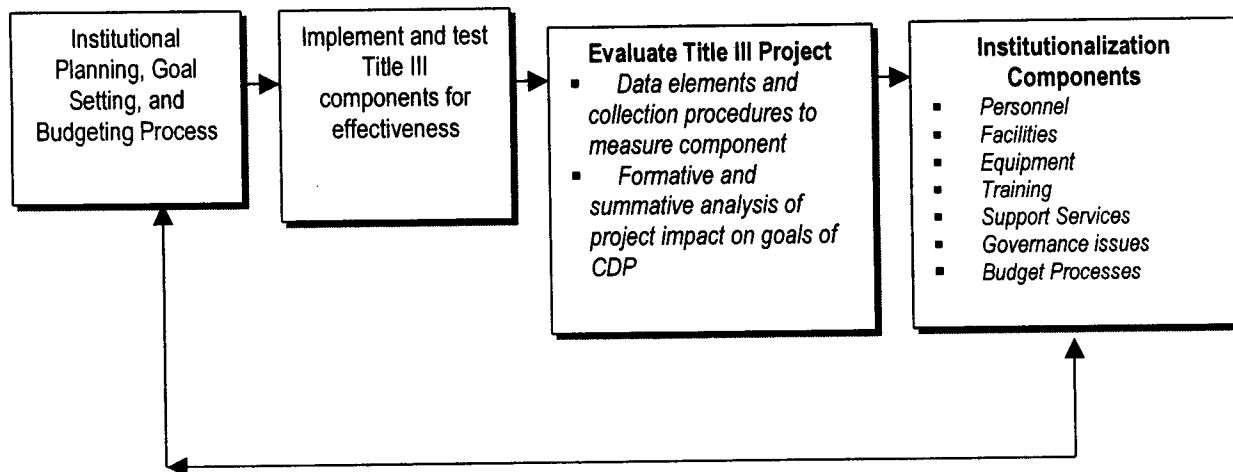 Institutional
Planning, Goal
Setting, and
Budgeting Process
Implement and test
Title III
components for
effectiveness
Evaluate Title III Project
▪ Data elements and
collection procedures to
measure component
▪ Formative and
summative analysis of
project impact on goals of
CDP
Institutionalization
Components
▪ Personnel
▪ Facilities
▪ Equipment
▪ Training
▪ Support Services
▪ Governance issues
▪ Budget Processes